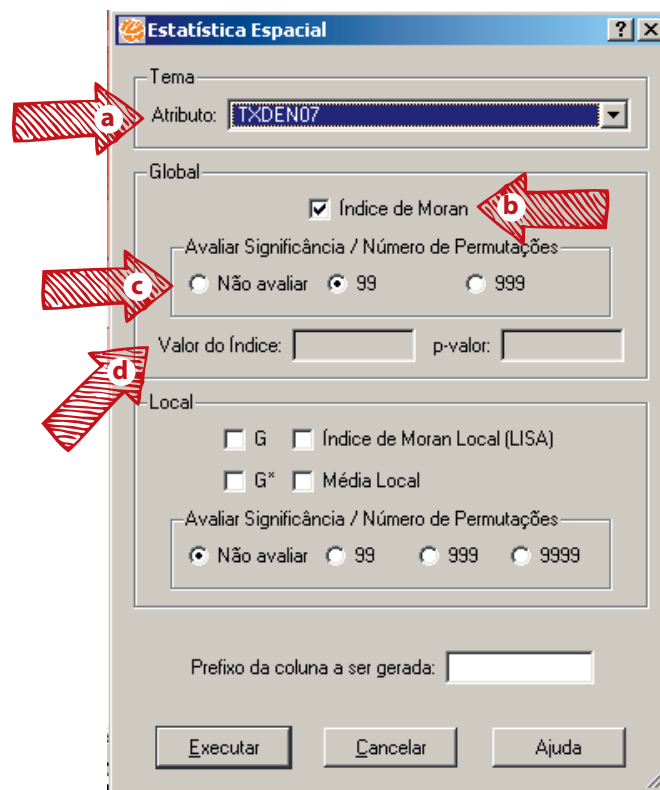 Estatística Espacial
Tema
a
Atributo: TXDEN07
Global
Índice de Moran b
Avaliar Significância / Número de Permutações
c Não avaliar 99 999
Valor do Índice: p-valor:
d
Local
G Índice de Moran Local (LISA)
G* Média Local
Avaliar Significância / Número de Permutações
Não avaliar 99 999 9999
Prefixo da coluna a ser gerada:
Executar Cancelar Ajuda